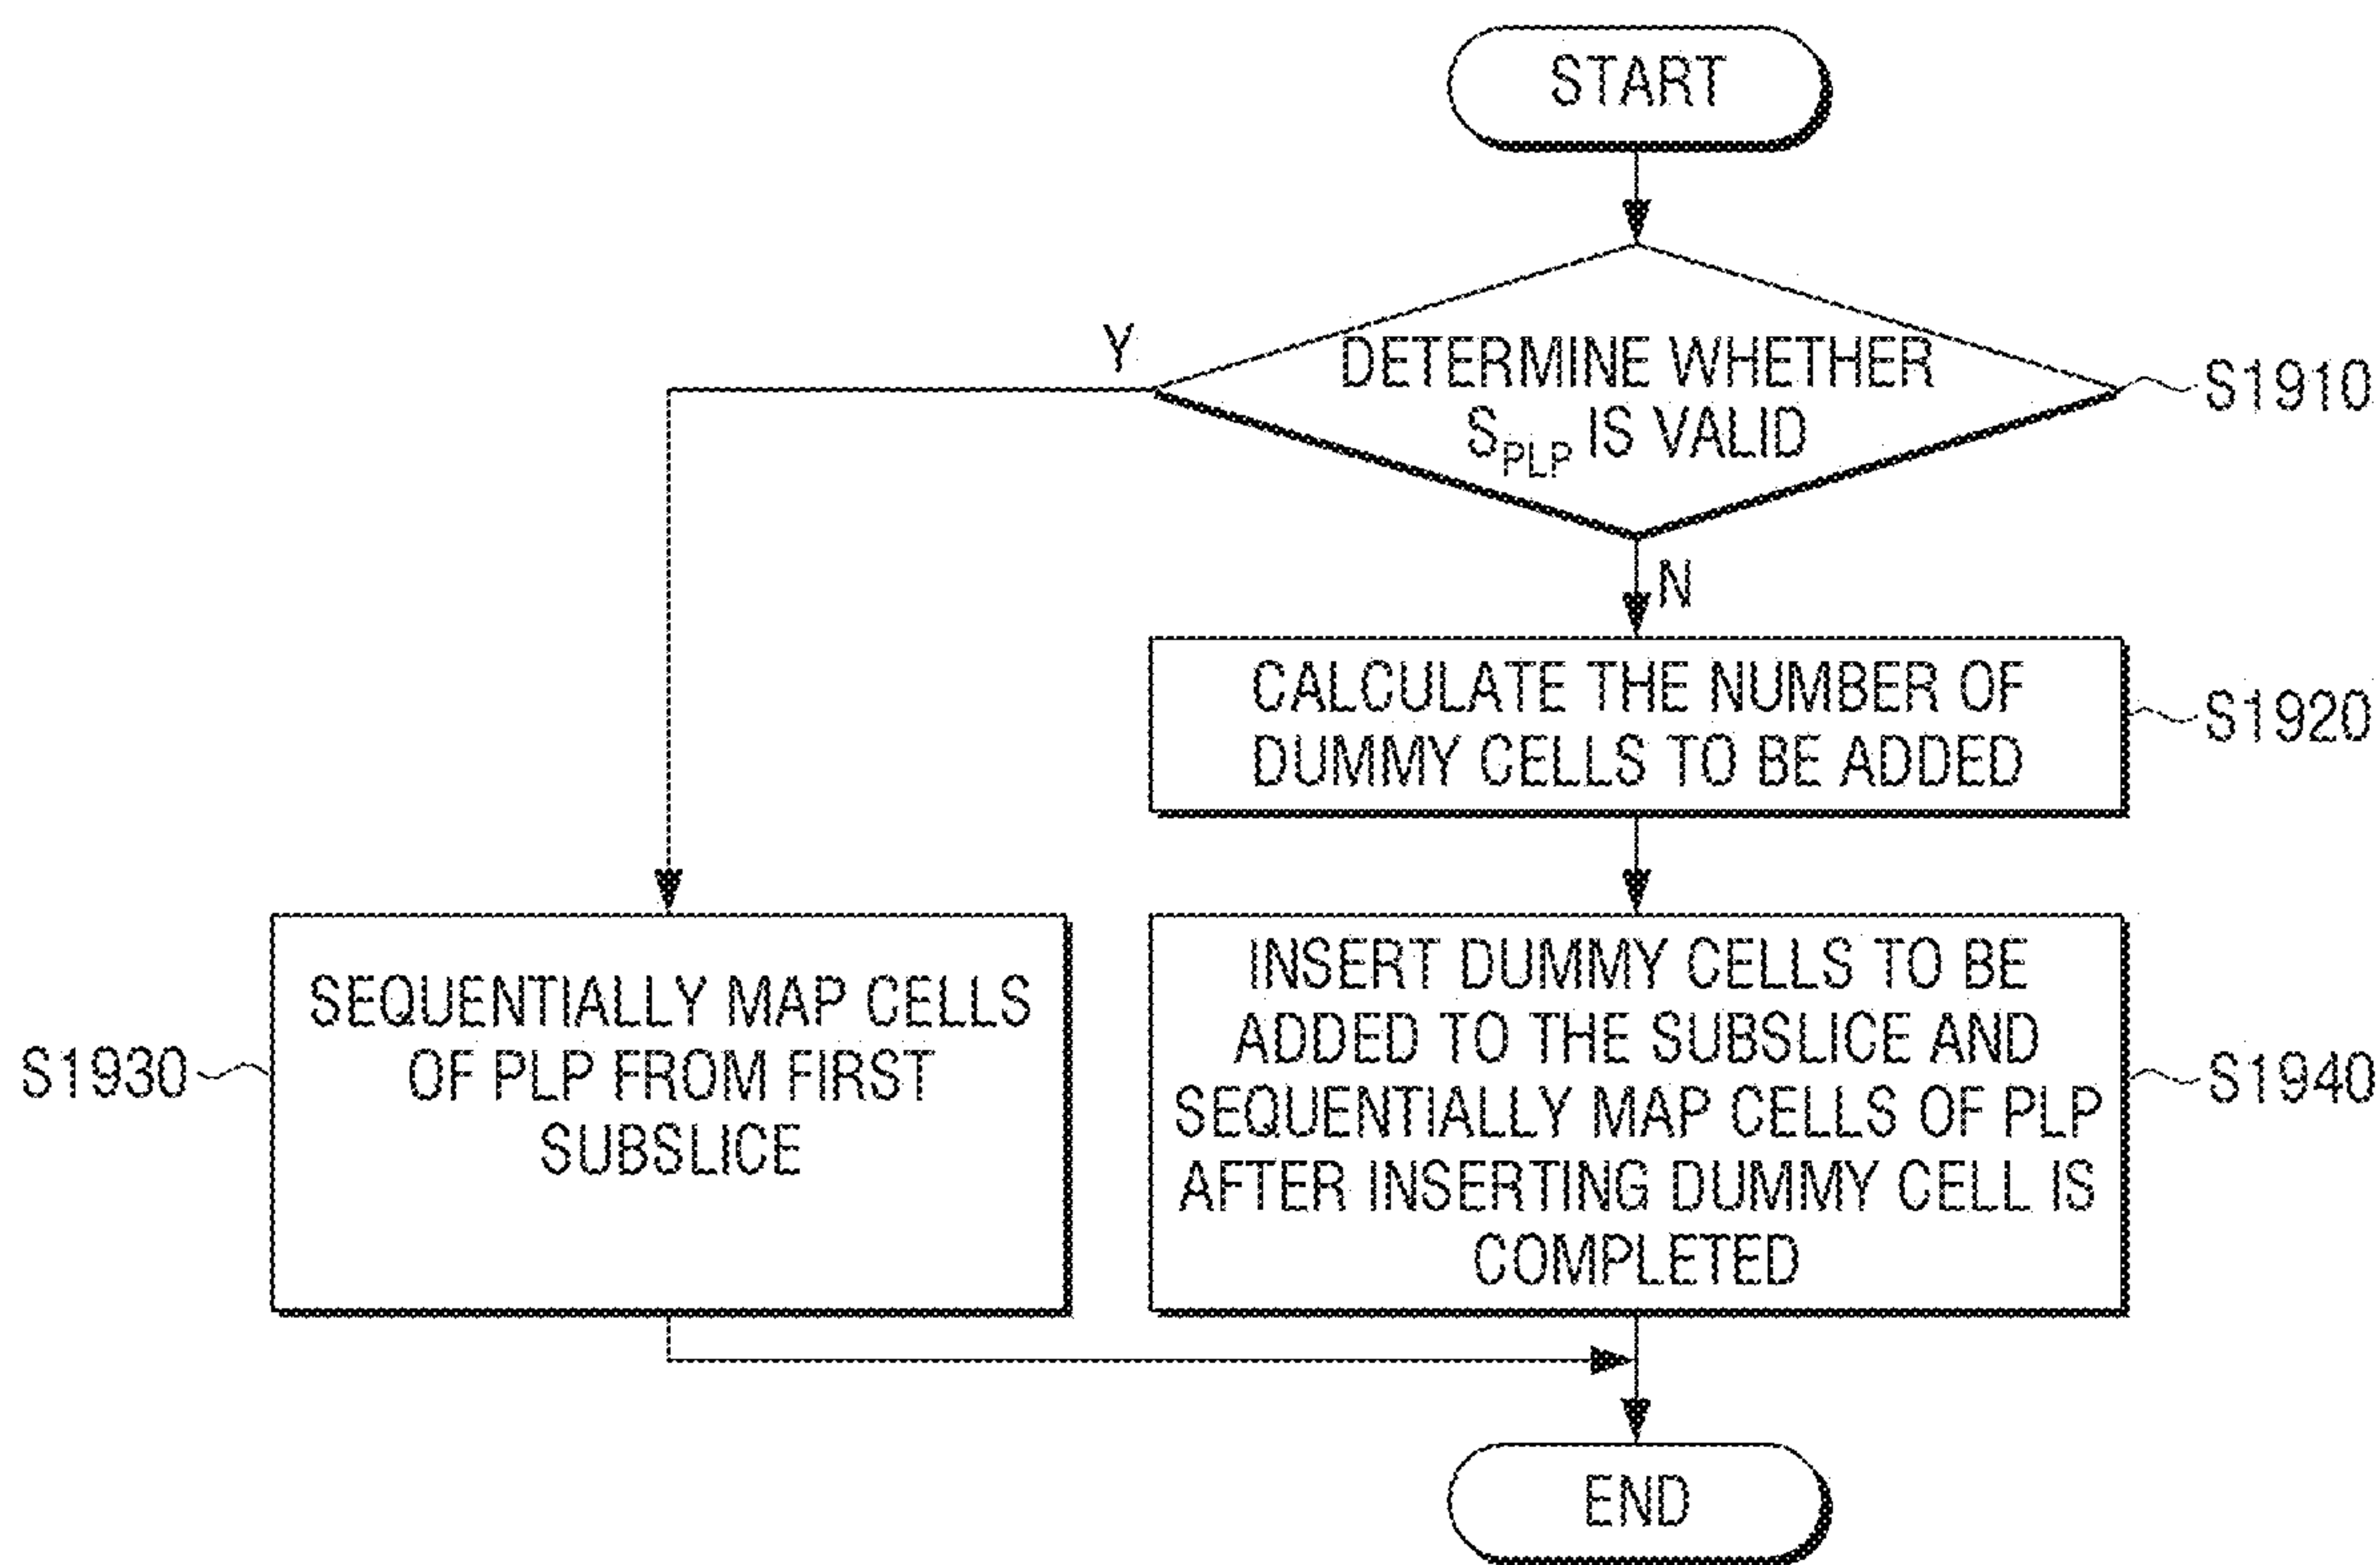 START
Y
DETERMINE WHETHER
S_PLP IS VALID
S1910
N
CALCULATE THE NUMBER OF
DUMMY CELLS TO BE ADDED
S1920
SEQUENTIALLY MAP CELLS
OF PLP FROM FIRST
SUBSLICE
S1930
INSERT DUMMY CELLS TO BE
ADDED TO THE SUBSLICE AND
SEQUENTIALLY MAP CELLS OF PLP
AFTER INSERTING DUMMY CELL IS
COMPLETED
S1940
END